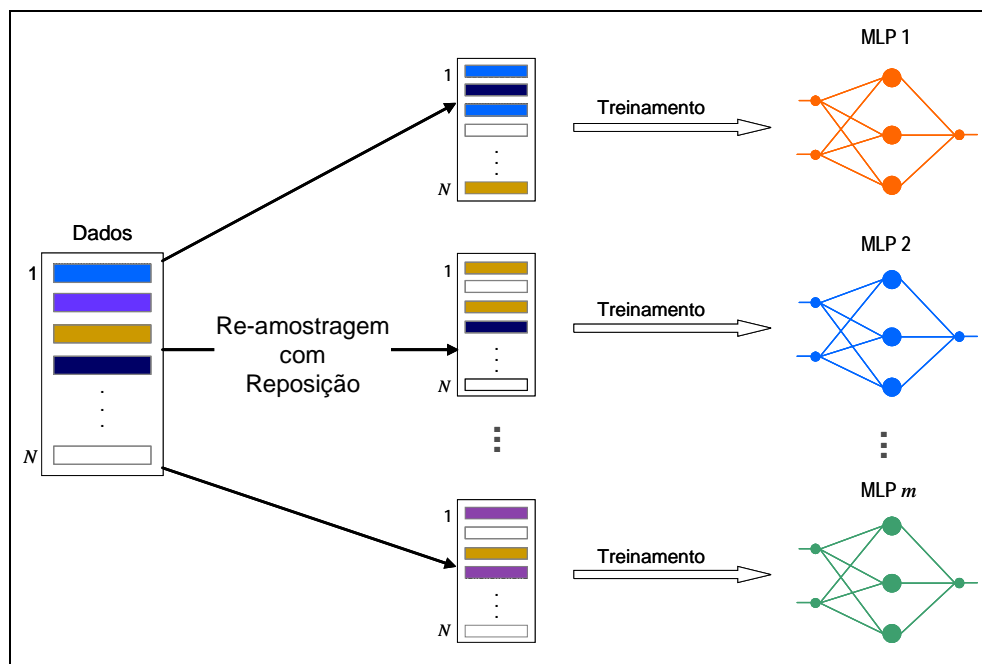 Dados
1
N
Re-amostragem
com
Reposição
1
N
Treinamento
MLP 1
1
N
Treinamento
MLP 2
1
N
Treinamento
MLP m